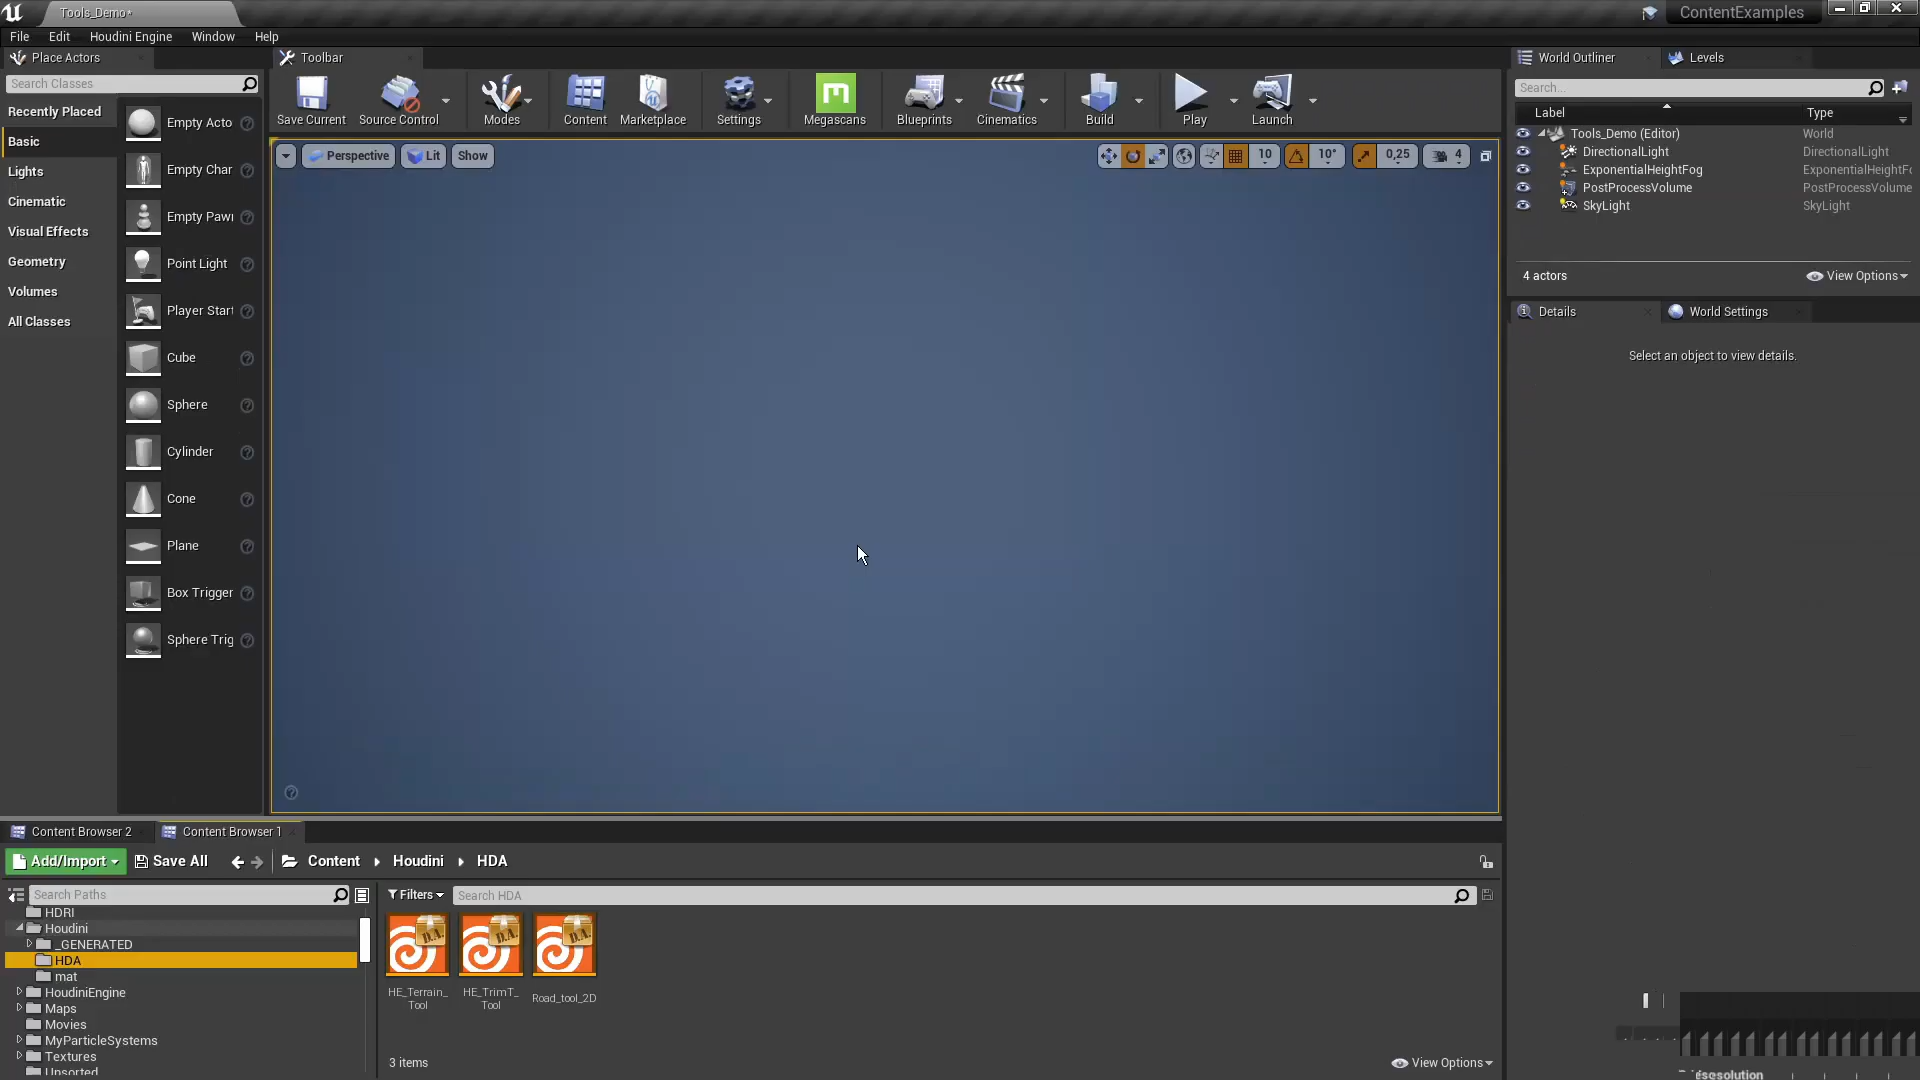 Tools_Demo*
ContentExamples
File Edit Houdini Engine Window Help
Place Actors
Toolbar
World Outliner
Levels
Search Classes
Recently Placed
Basic
Lights
Cinematic
Visual Effects
Geometry
Volumes
All Classes
Empty Acto
Empty Char
Empty Pawn
Point Light
Player Start
Cube
Sphere
Cylinder
Cone
Plane
Box Trigger
Sphere Trig
Save Current
Source Control
Modes
Content
Marketplace
Settings
Megascans
Blueprints
Cinematics
Build
Play
Launch
Perspective
Lit
Show
10
10°
0,25
4
Search...
Label Type
Tools_Demo (Editor) World
DirectionalLight DirectionalLight
ExponentialHeightFog ExponentialHeightFo
PostProcessVolume PostProcessVolume
SkyLight SkyLight
4 actors
View Options
Details
World Settings
Select an object to view details.
Content Browser 2
Content Browser 1
Add/Import
Save All
Content
Houdini
HDA
Search Paths
HDRI
Houdini
_GENERATED
HDA
mat
HoudiniEngine
Maps
Movies
MyParticleSystems
Textures
Unsorted
Filters
Search HDA
D.A.
D.A.
D.A.
HE_Terrain_
Tool
HE_TrimT_
Tool
Road_tool_2D
3 items
View Options